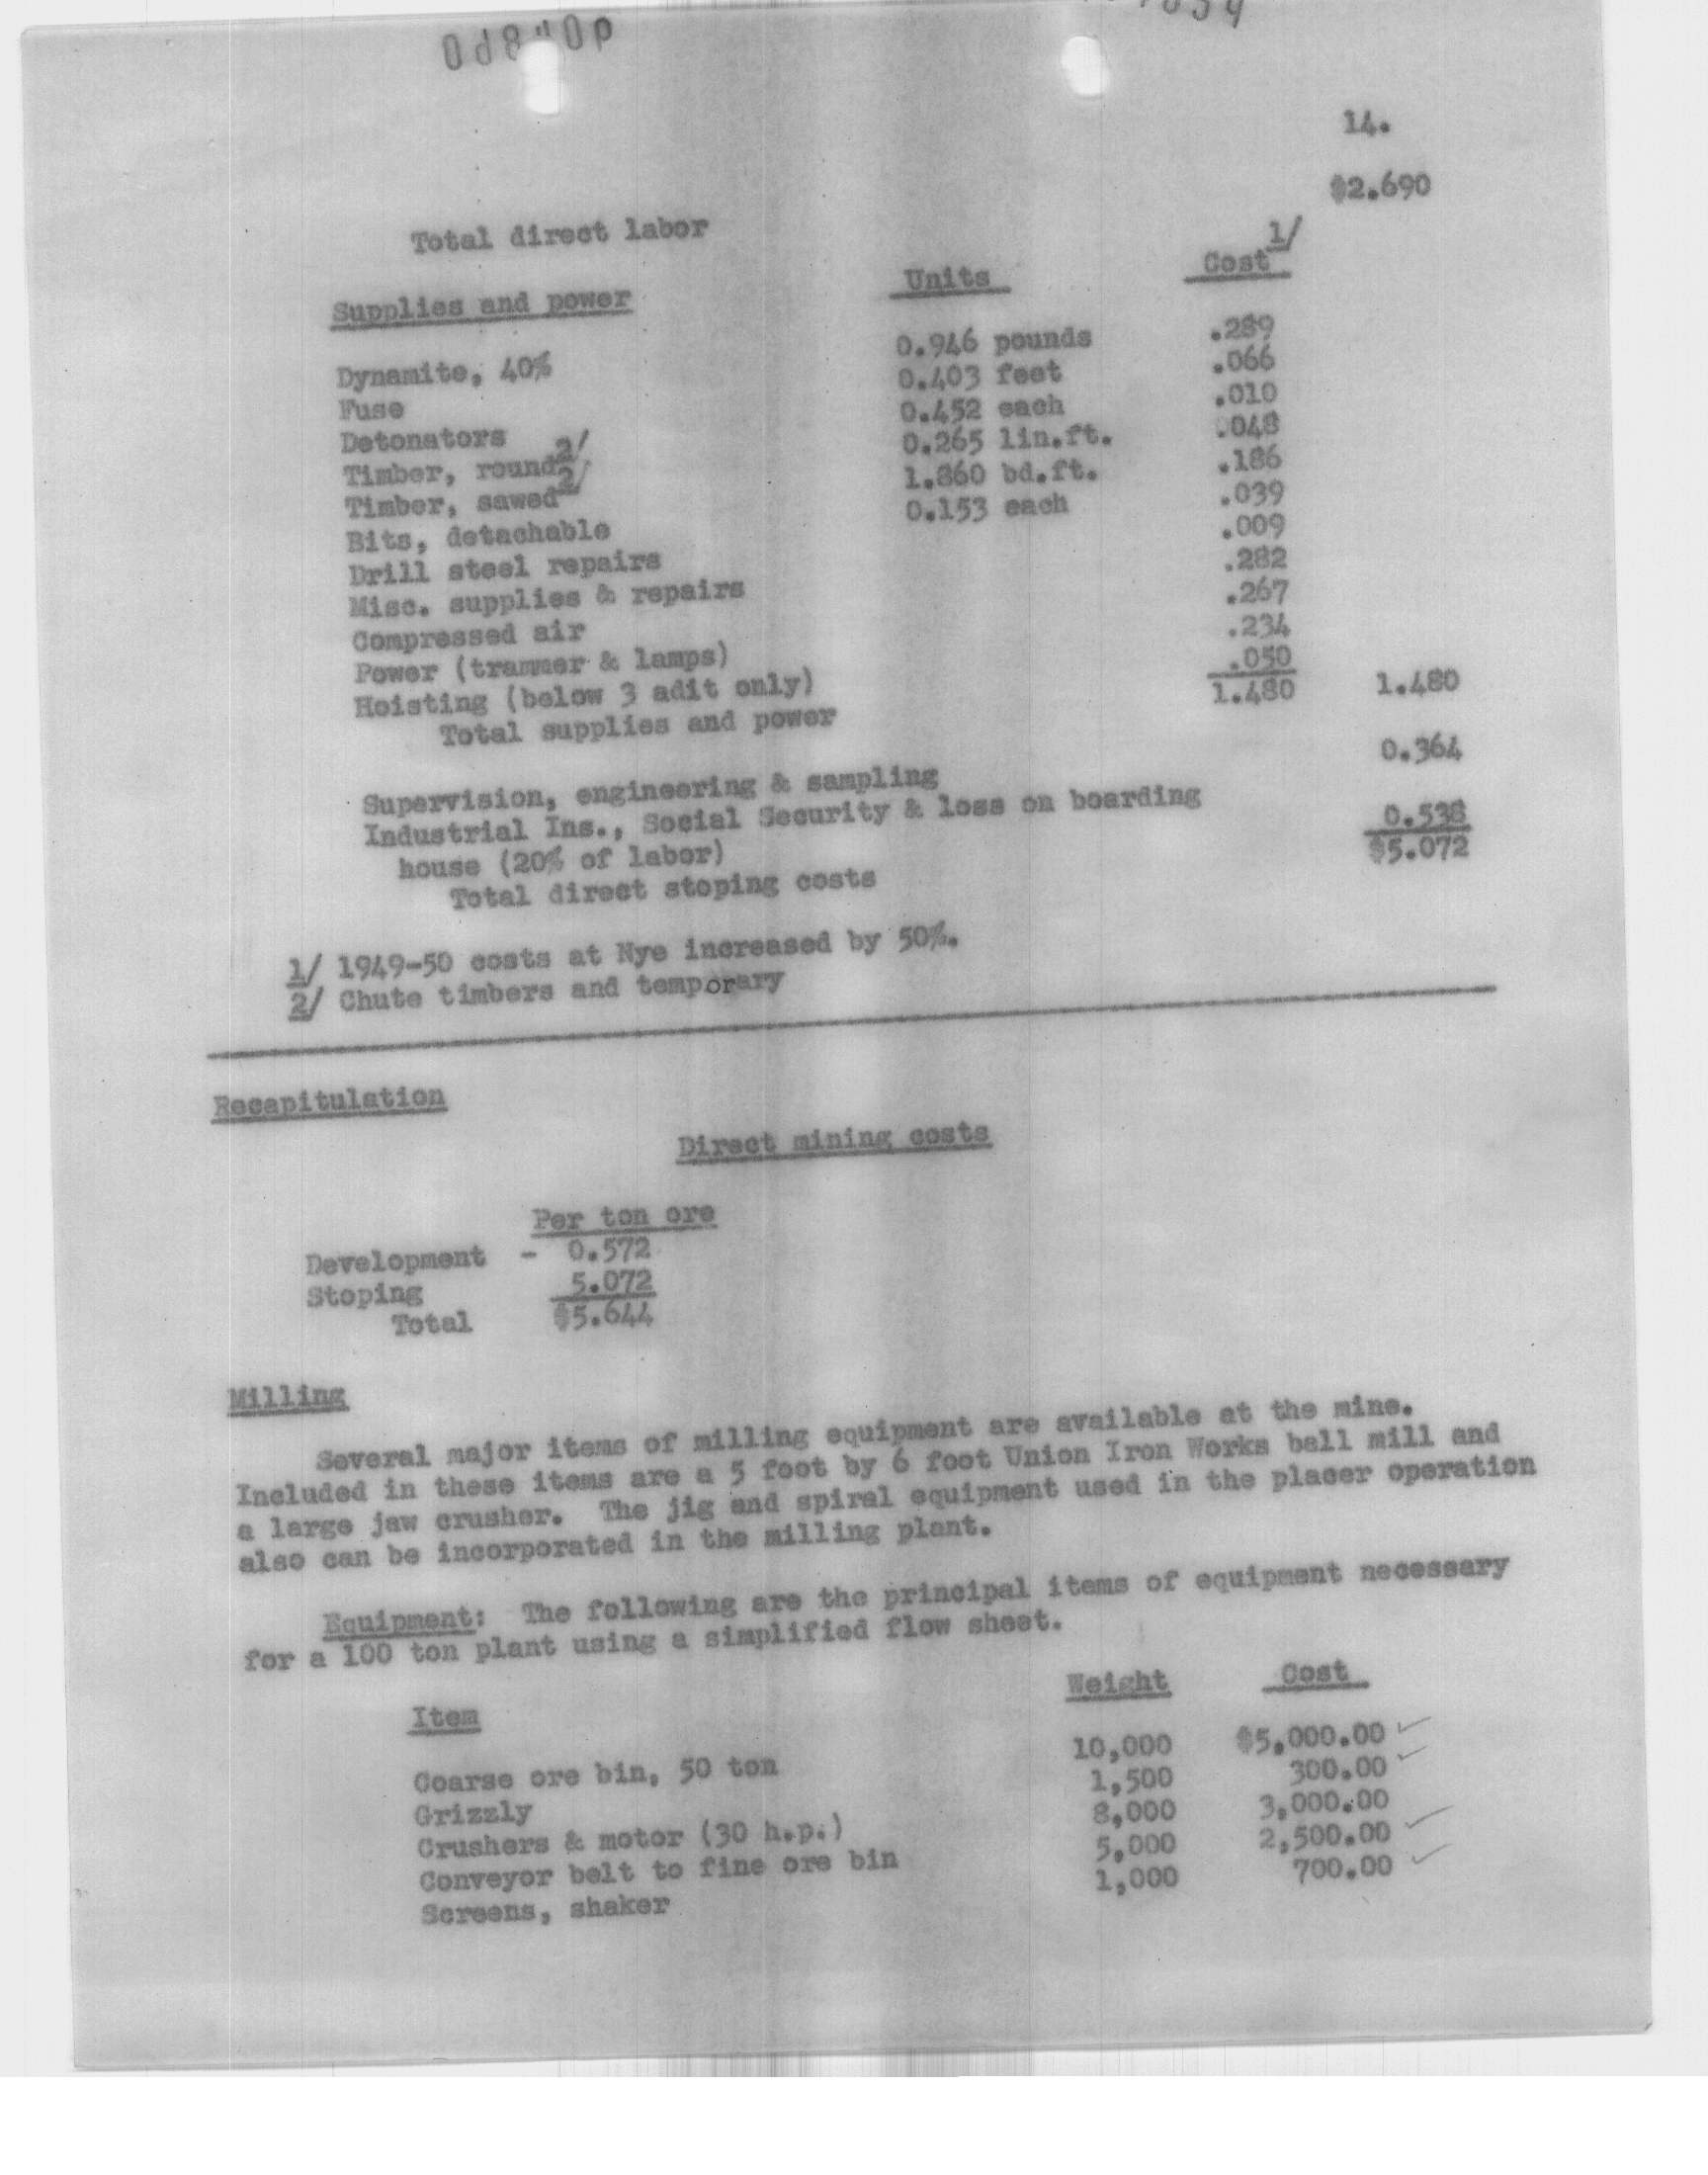 14.
Total direct labor $2.690
Supplies and power Units Cost 1/
Dynamite, 40% 0.946 pounds .289
Fuse 0.403 feet .066
Detonators 0.452 each .010
Timber, round 2/ 0.265 lin.ft. .048
Timber, sawed 2/ 1.860 bd.ft. .186
Bits, detachable 0.153 each .039
Drill steel repairs .009
Misc. supplies & repairs .282
Compressed air .267
Power (trammer & lamps) .234
Hoisting (below 3 adit only) .050
Total supplies and power 1.480 1.480
Supervision, engineering & sampling 0.364
Industrial Ins., Social Security & loss on boarding
house (20% of labor) 0.538
Total direct stoping costs $5.072
1/ 1949-50 costs at Nye increased by 50%.
2/ Chute timbers and temporary
Recapitulation
Direct mining costs
Per ton ore
Development - 0.572
Stoping 5.072
Total $5.644
Milling
Several major items of milling equipment are available at the mine.
Included in these items are a 5 foot by 6 foot Union Iron Works ball mill and
a large jaw crusher. The jig and spiral equipment used in the placer operation
also can be incorporated in the milling plant.
Equipment: The following are the principal items of equipment necessary
for a 100 ton plant using a simplified flow sheet.
Item Weight Cost
Coarse ore bin, 50 ton 10,000 $5,000.00
Grizzly 1,500 300.00
Crushers & motor (30 h.p.) 8,000 3,000.00
Conveyor belt to fine ore bin 5,000 2,500.00
Screens, shaker 1,000 700.00